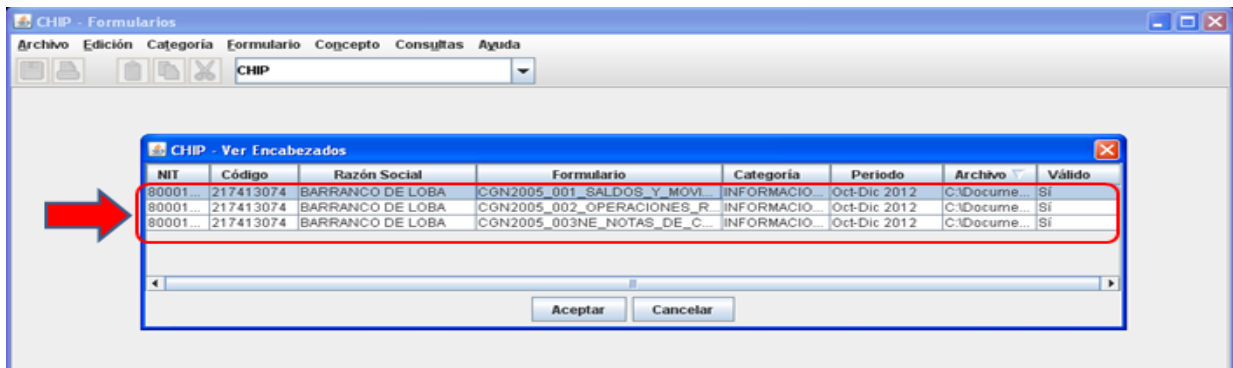 CHIP - Formularios
Archivo Edición Categoría Formulario Concepto Consultas Ayuda
CHIP
CHIP - Ver Encabezados
NIT Código Razón Social Formulario Categoría Periodo Archivo Válido
80001... 217413074 BARRANCO DE LOBA CGN2005_001_SALDOS_Y_MOVI... INFORMACIO... Oct-Dic 2012 C:\Docume... Sí
80001... 217413074 BARRANCO DE LOBA CGN2005_002_OPERACIONES_R... INFORMACIO... Oct-Dic 2012 C:\Docume... Sí
80001... 217413074 BARRANCO DE LOBA CGN2005_003NE_NOTAS_DE_C... INFORMACIO... Oct-Dic 2012 C:\Docume... Sí
Aceptar Cancelar